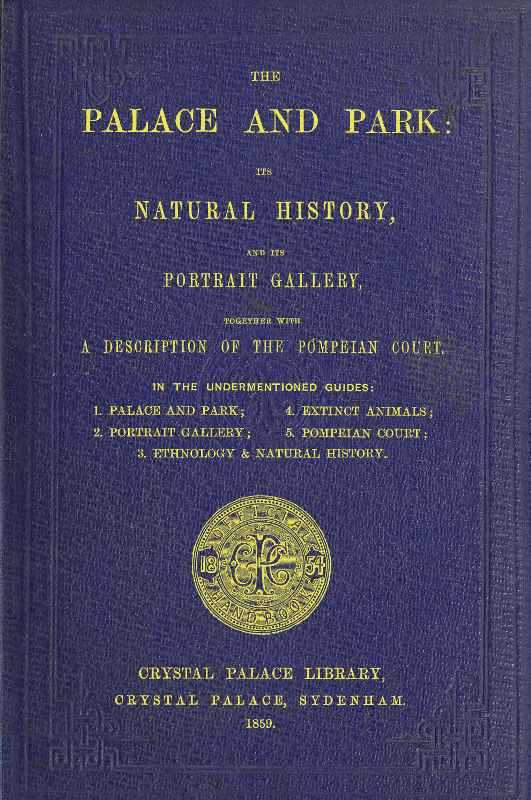 THE
PALACE AND PARK:
ITS
NATURAL HISTORY,
AND ITS
PORTRAIT GALLERY,
TOGETHER WITH
A DESCRIPTION OF THE POMPEIAN COURT.
IN THE UNDERMENTIONED GUIDES:
1. PALACE AND PARK; 4. EXTINCT ANIMALS;
2. PORTRAIT GALLERY; 5. POMPEIAN COURT:
3. ETHNOLOGY & NATURAL HISTORY.
OFFICIAL
18 54
CPC
HANDBOOK
CRYSTAL PALACE LIBRARY,
CRYSTAL PALACE, SYDENHAM.
1859.